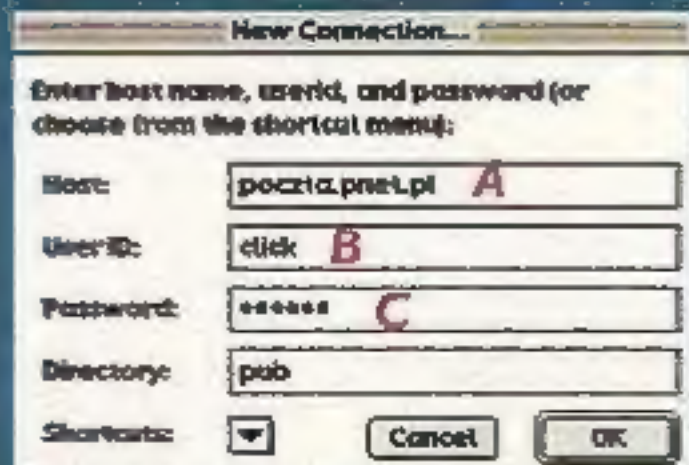 New Connection...
Enter host name, userid, and password (or
choose from the shortcut menu):
Host: poczta.pnet.pl A
User ID: click B
Password: ****** C
Directory: pub
Shortcuts: Cancel OK